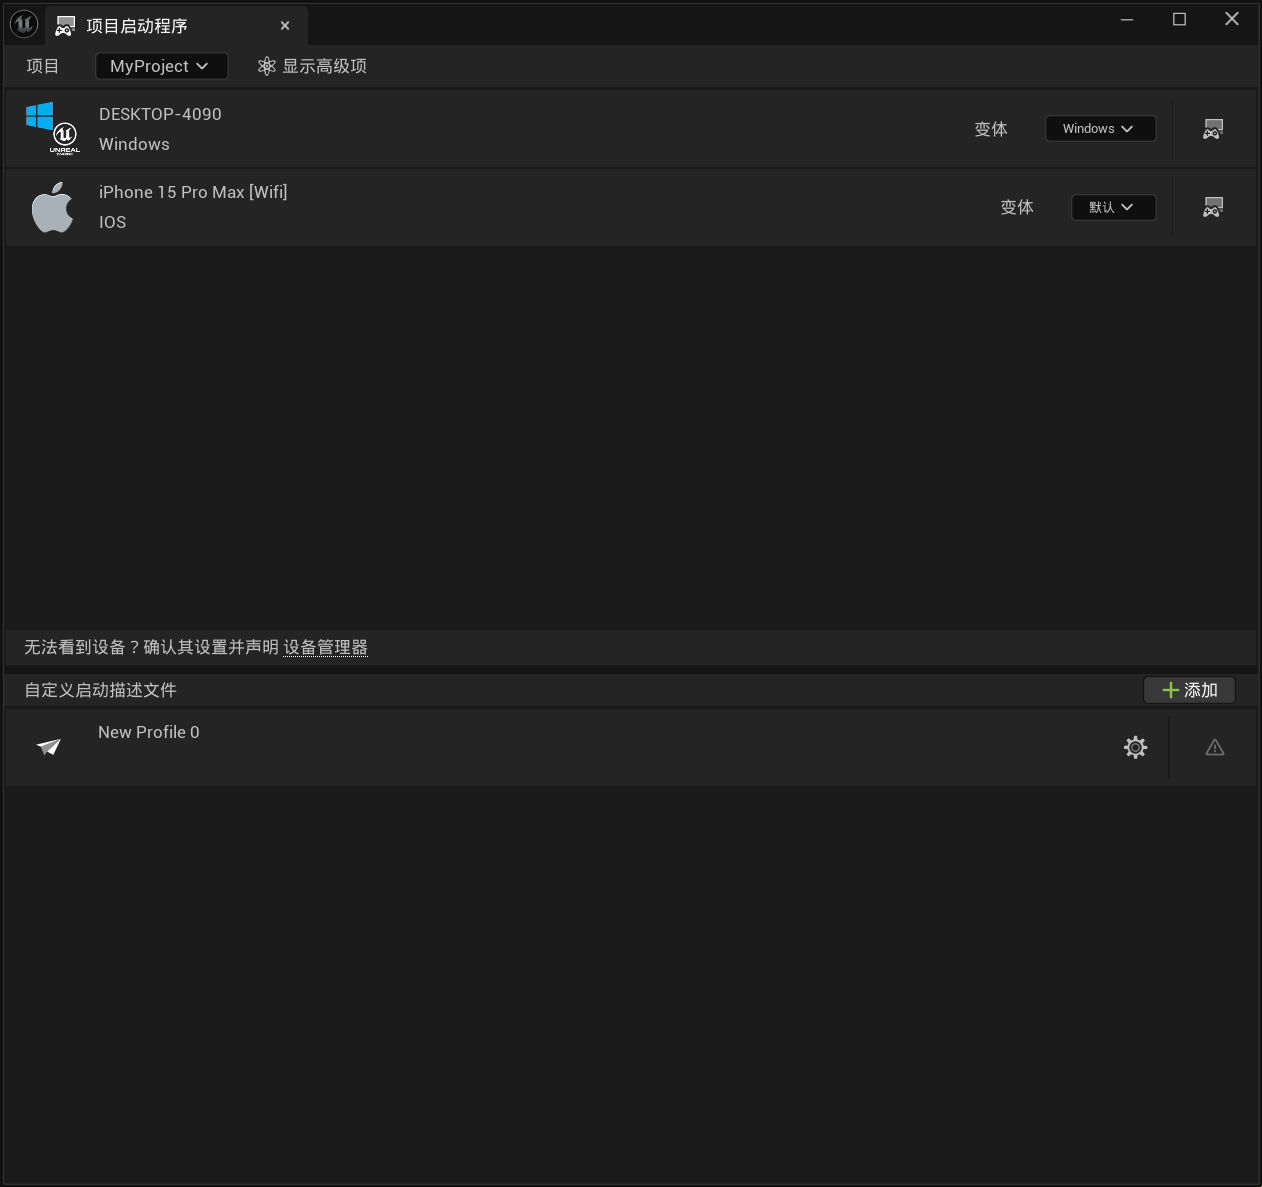 项目启动程序
项目 MyProject 显示高级项
DESKTOP-4090
Windows
变体 Windows
UNREAL
ENGINE
iPhone 15 Pro Max [Wifi]
IOS
变体 默认
无法看到设备？确认其设置并声明 设备管理器
自定义启动描述文件 添加
New Profile 0